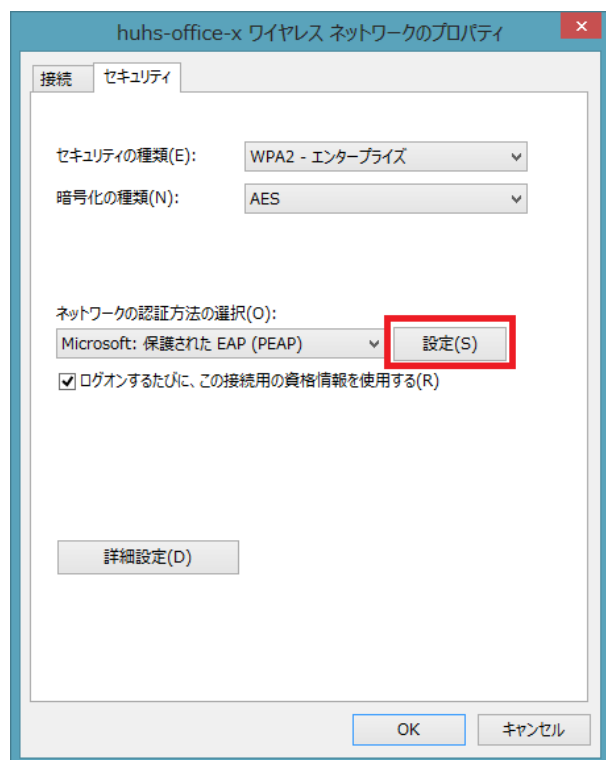 huhs-office-x ワイヤレス ネットワークのプロパティ
接続 セキュリティ
セキュリティの種類(E): WPA2 - エンタープライズ
暗号化の種類(N): AES
ネットワークの認証方法の選択(O):
Microsoft: 保護された EAP (PEAP) 設定(S)
ログオンするたびに、この接続用の資格情報を使用する(R)
詳細設定(D)
OK キャンセル